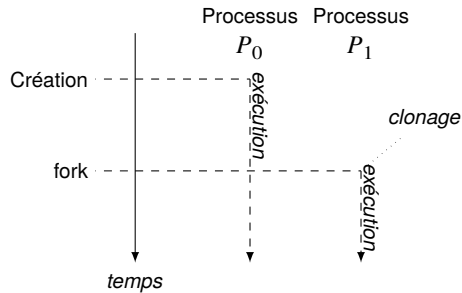 Processus Processus
P0 P1
Création
exécution
clonage
fork
exécution
temps